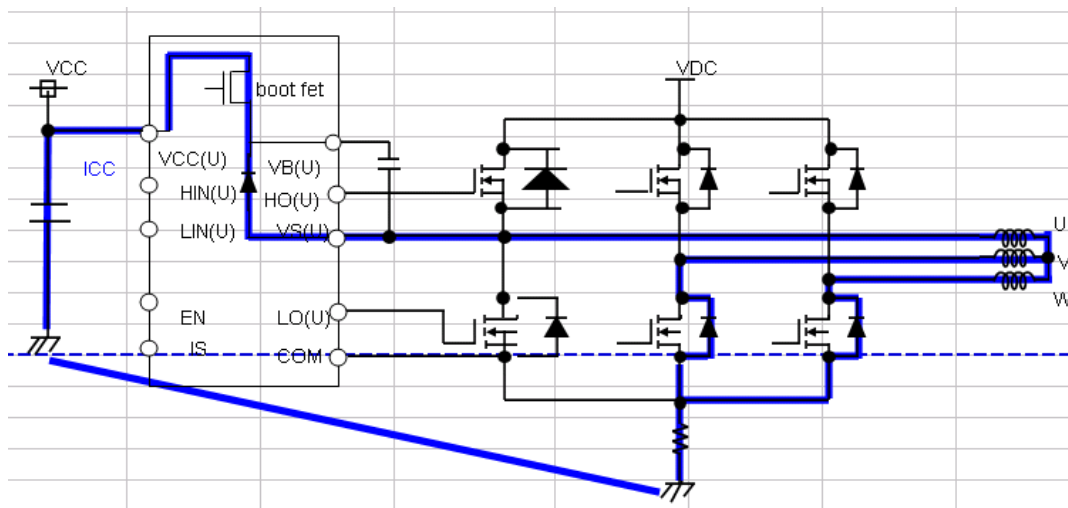 VCC
VDC
boot fet
ICC
VCC(U)
VB(U)
HIN(U)
HO(U)
LIN(U)
VS(U)
U
V
W
EN
LO(U)
IS
COM